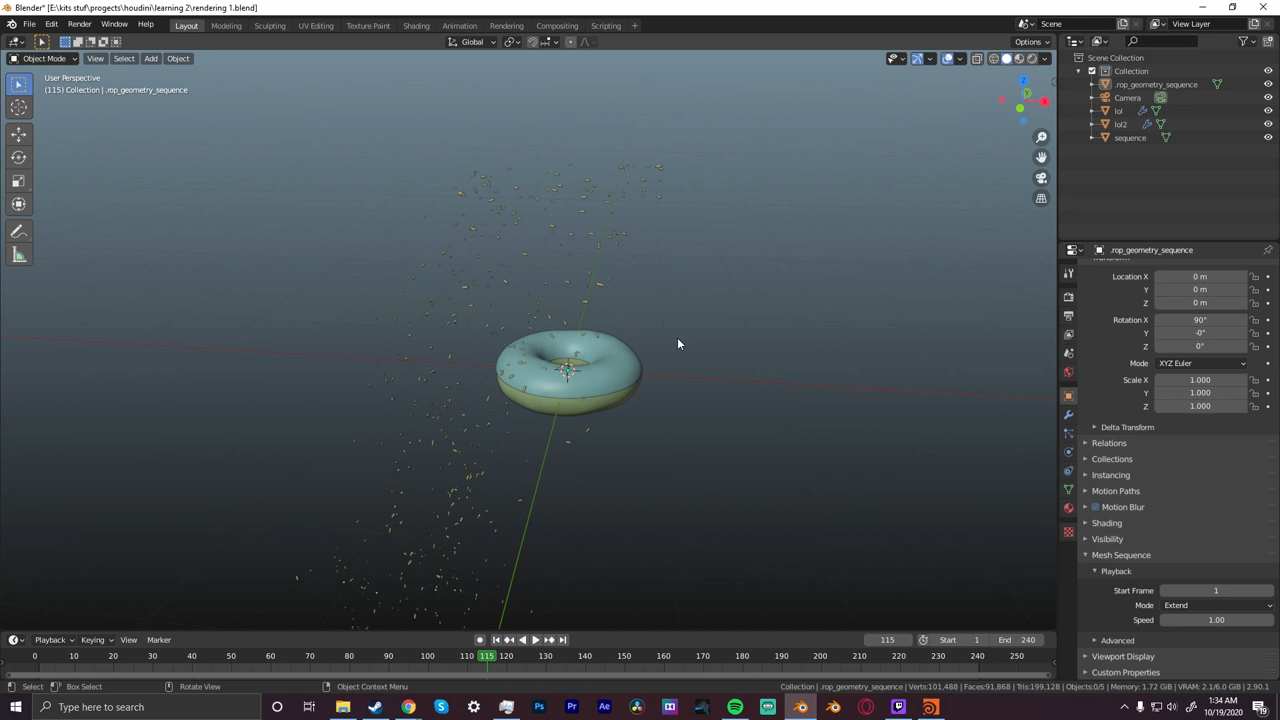 Blender* [E:\kits stuf\progects\houdini\learning 2\rendering 1.blend]
File Edit Render Window Help Layout Modeling Sculpting UV Editing Texture Paint Shading Animation Rendering Compositing Scripting + Scene View Layer
Global Options
Object Mode View Select Add Object
User Perspective
(115) Collection | .rop_geometry_sequence
Scene Collection
Collection
.rop_geometry_sequence
Camera
lol
lol2
sequence
.rop_geometry_sequence
Location X 0 m
Y 0 m
Z 0 m
Rotation X 90°
Y -0°
Z 0°
Mode XYZ Euler
Scale X 1.000
Y 1.000
Z 1.000
Delta Transform
Relations
Collections
Instancing
Motion Paths
Motion Blur
Shading
Visibility
Mesh Sequence
Playback
Start Frame 1
Mode Extend
Speed 1.00
Advanced
Viewport Display
Custom Properties
Playback Keying View Marker 115 Start 1 End 240
0 10 20 30 40 50 60 70 80 90 100 110 115 120 130 140 150 160 170 180 190 200 210 220 230 240 250
Select Box Select Rotate View Object Context Menu Collection | .rop_geometry_sequence | Verts:101,488 | Faces:91,868 | Tris:199,128 | Objects:0/5 | Memory: 1.72 GiB | VRAM: 2.1/6.0 GiB | 2.90.1
Type here to search
1:34 AM
10/19/2020